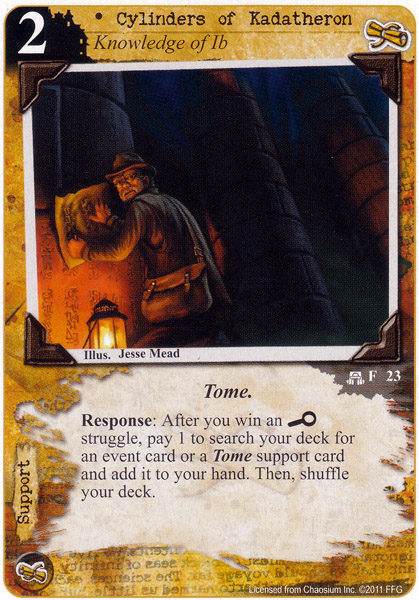 2
• Cylinders of Kadatheron
Knowledge of Ib
Illus. Jesse Mead
F 23
Tome.
Response: After you win an
struggle, pay 1 to search your deck for
an event card or a Tome support card
and add it to your hand. Then, shuffle
your deck.
Support
Licensed from Chaosium Inc. ©2011 FFG